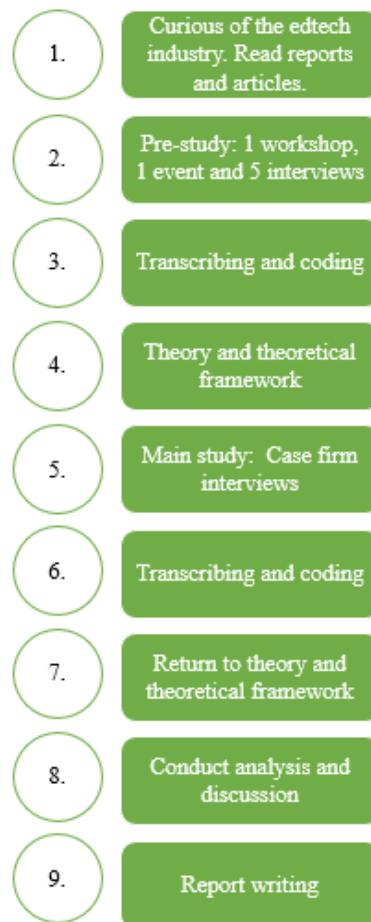 1.
Curious of the edtech
industry. Read reports
and articles.
2.
Pre-study: 1 workshop,
1 event and 5 interviews
3.
Transcribing and coding
4.
Theory and theoretical
framework
5.
Main study:  Case firm
interviews
6.
Transcribing and coding
7.
Return to theory and
theoretical framework
8.
Conduct analysis and
discussion
9.
Report writing